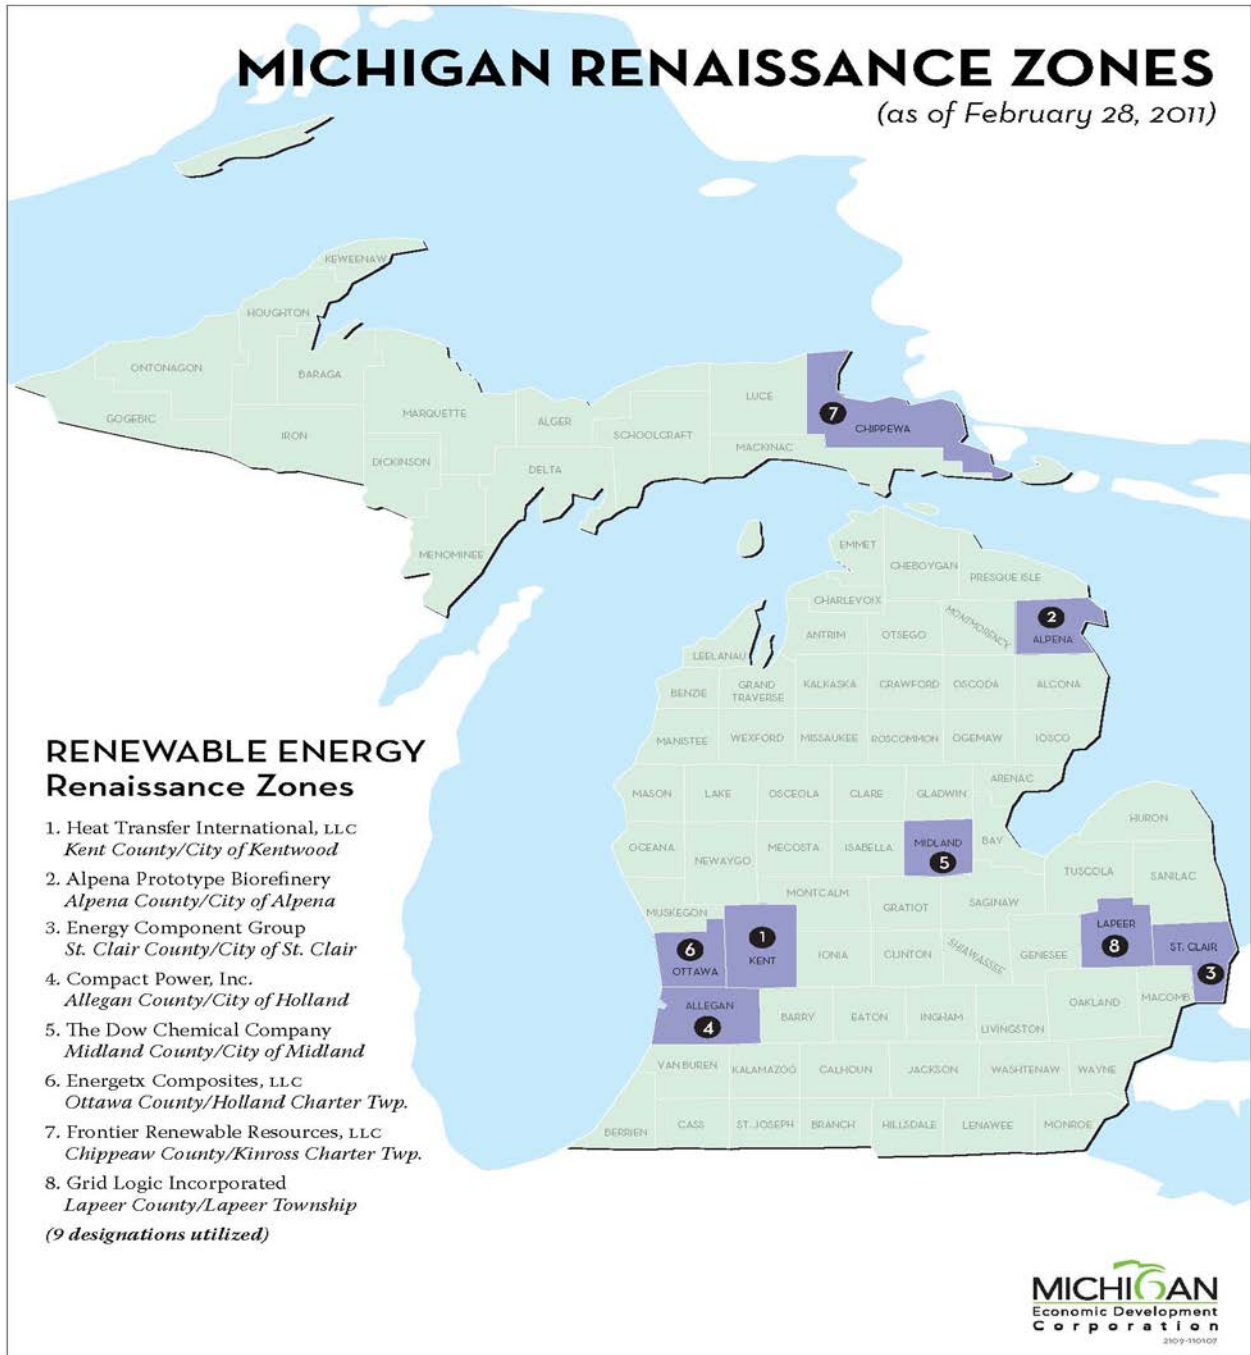 MICHIGAN RENAISSANCE ZONES
(as of February 28, 2011)
KEWEENAW
HOUGHTON
ONTONAGON
BARAGA
GOGEBIC
IRON
MARQUETTE
DICKINSON
MENOMINEE
ALGER
DELTA
SCHOOLCRAFT
LUCE
MACKINAC
7
CHIPPEWA
EMMET
CHEBOYGAN
PRESQUE ISLE
CHARLEVOIX
ANTRIM
OTSEGO
MONTMORENCY
2
ALPENA
LEELANAU
BENZIE
GRAND
TRAVERSE
KALKASKA
CRAWFORD
OSCODA
ALCONA
MANISTEE
WEXFORD
MISSAUKEE
ROSCOMMON
OGEMAW
IOSCO
MASON
LAKE
OSCEOLA
CLARE
GLADWIN
ARENAC
OCEANA
NEWAYGO
MECOSTA
ISABELLA
MIDLAND
5
BAY
HURON
MUSKEGON
MONTCALM
GRATIOT
SAGINAW
TUSCOLA
SANILAC
6
OTTAWA
1
KENT
IONIA
CLINTON
SHIAWASSEE
GENESEE
LAPEER
8
ST. CLAIR
3
ALLEGAN
4
BARRY
EATON
INGHAM
LIVINGSTON
OAKLAND
MACOMB
VAN BUREN
KALAMAZOO
CALHOUN
JACKSON
WASHTENAW
WAYNE
BERRIEN
CASS
ST. JOSEPH
BRANCH
HILLSDALE
LENAWEE
MONROE
RENEWABLE ENERGY
Renaissance Zones
1. Heat Transfer International, LLC
Kent County/City of Kentwood
2. Alpena Prototype Biorefinery
Alpena County/City of Alpena
3. Energy Component Group
St. Clair County/City of St. Clair
4. Compact Power, Inc.
Allegan County/City of Holland
5. The Dow Chemical Company
Midland County/City of Midland
6. Energetx Composites, LLC
Ottawa County/Holland Charter Twp.
7. Frontier Renewable Resources, LLC
Chippeaw County/Kinross Charter Twp.
8. Grid Logic Incorporated
Lapeer County/Lapeer Township
(9 designations utilized)
MICHIGAN
Economic Development
Corporation
2109-110107